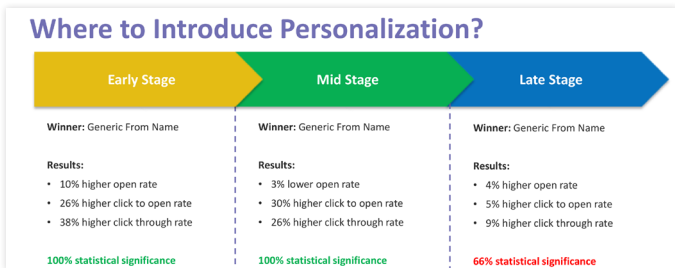 Where to Introduce Personalization?
Early Stage
Mid Stage
Late Stage
Winner: Generic From Name
Results:
• 10% higher open rate
• 26% higher click to open rate
• 38% higher click through rate
100% statistical significance
Winner: Generic From Name
Results:
• 3% lower open rate
• 30% higher click to open rate
• 26% higher click through rate
100% statistical significance
Winner: Generic From Name
Results:
• 4% higher open rate
• 5% higher click to open rate
• 9% higher click through rate
66% statistical significance